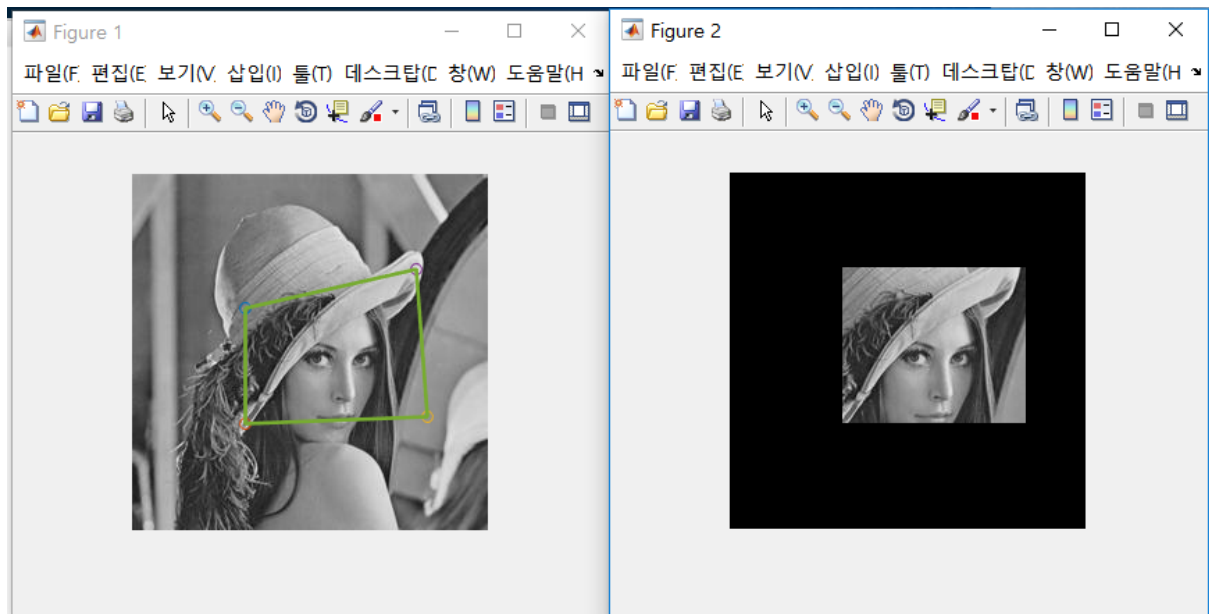 Figure 1
파일(F 편집(E 보기(V. 삽입(I) 툴(T) 데스크탑(D 창(W) 도움말(H
Figure 2
파일(F. 편집(E 보기(V. 삽입(I) 툴(T) 데스크탑(D 창(W) 도움말(H